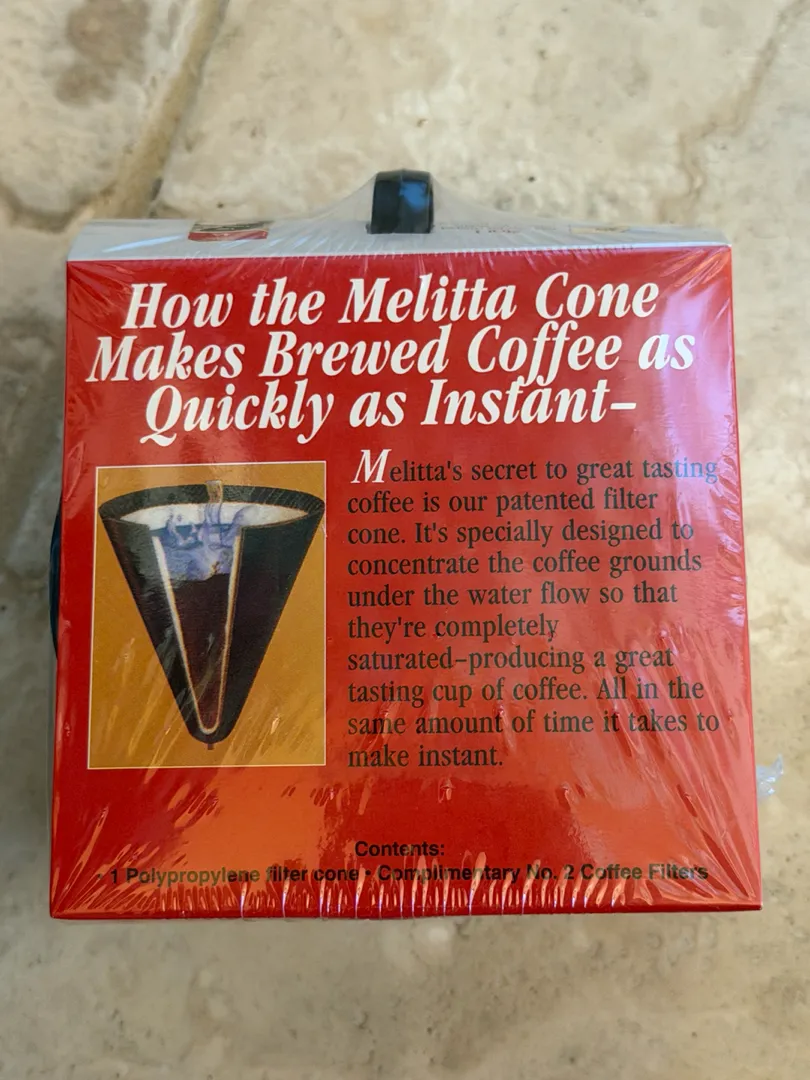 How the Melitta Cone
Makes Brewed Coffee as
Quickly as Instant–
Melitta's secret to great tasting
coffee is our patented filter
cone. It's specially designed to
concentrate the coffee grounds
under the water flow so that
they're completely
saturated–producing a great
tasting cup of coffee. All in the
same amount of time it takes to
make instant.
Contents:
• 1 Polypropylene filter cone • Complimentary No. 2 Coffee Filters